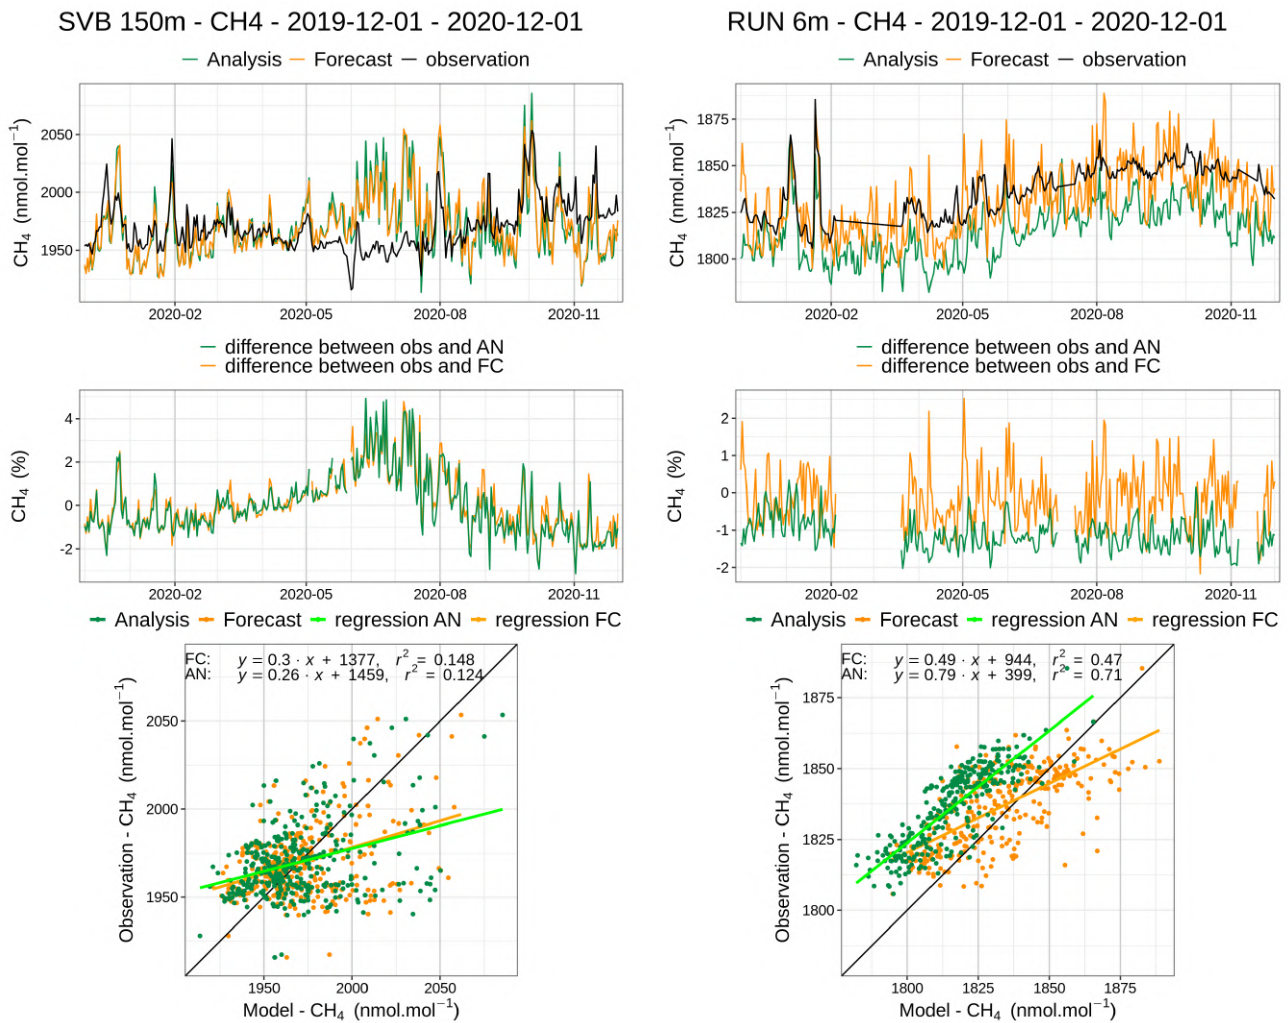 SVB 150m - CH4 - 2019-12-01 - 2020-12-01
Analysis Forecast observation
CH₄ (nmol.mol⁻¹)
2050
2000
1950
2020-02 2020-05 2020-08 2020-11
difference between obs and AN
difference between obs and FC
CH₄ (%)
4
2
0
-2
2020-02 2020-05 2020-08 2020-11
Analysis Forecast regression AN regression FC
FC: y = 0.3 · x + 1377, r² = 0.148
AN: y = 0.26 · x + 1459, r² = 0.124
Observation - CH₄ (nmol.mol⁻¹)
2050
2000
1950
1950 2000 2050
Model - CH₄ (nmol.mol⁻¹)
RUN 6m - CH4 - 2019-12-01 - 2020-12-01
Analysis Forecast observation
CH₄ (nmol.mol⁻¹)
1875
1850
1825
1800
2020-02 2020-05 2020-08 2020-11
difference between obs and AN
difference between obs and FC
CH₄ (%)
2
1
0
-1
-2
2020-02 2020-05 2020-08 2020-11
Analysis Forecast regression AN regression FC
FC: y = 0.49 · x + 944, r² = 0.47
AN: y = 0.79 · x + 399, r² = 0.71
Observation - CH₄ (nmol.mol⁻¹)
1875
1850
1825
1800
1800 1825 1850 1875
Model - CH₄ (nmol.mol⁻¹)